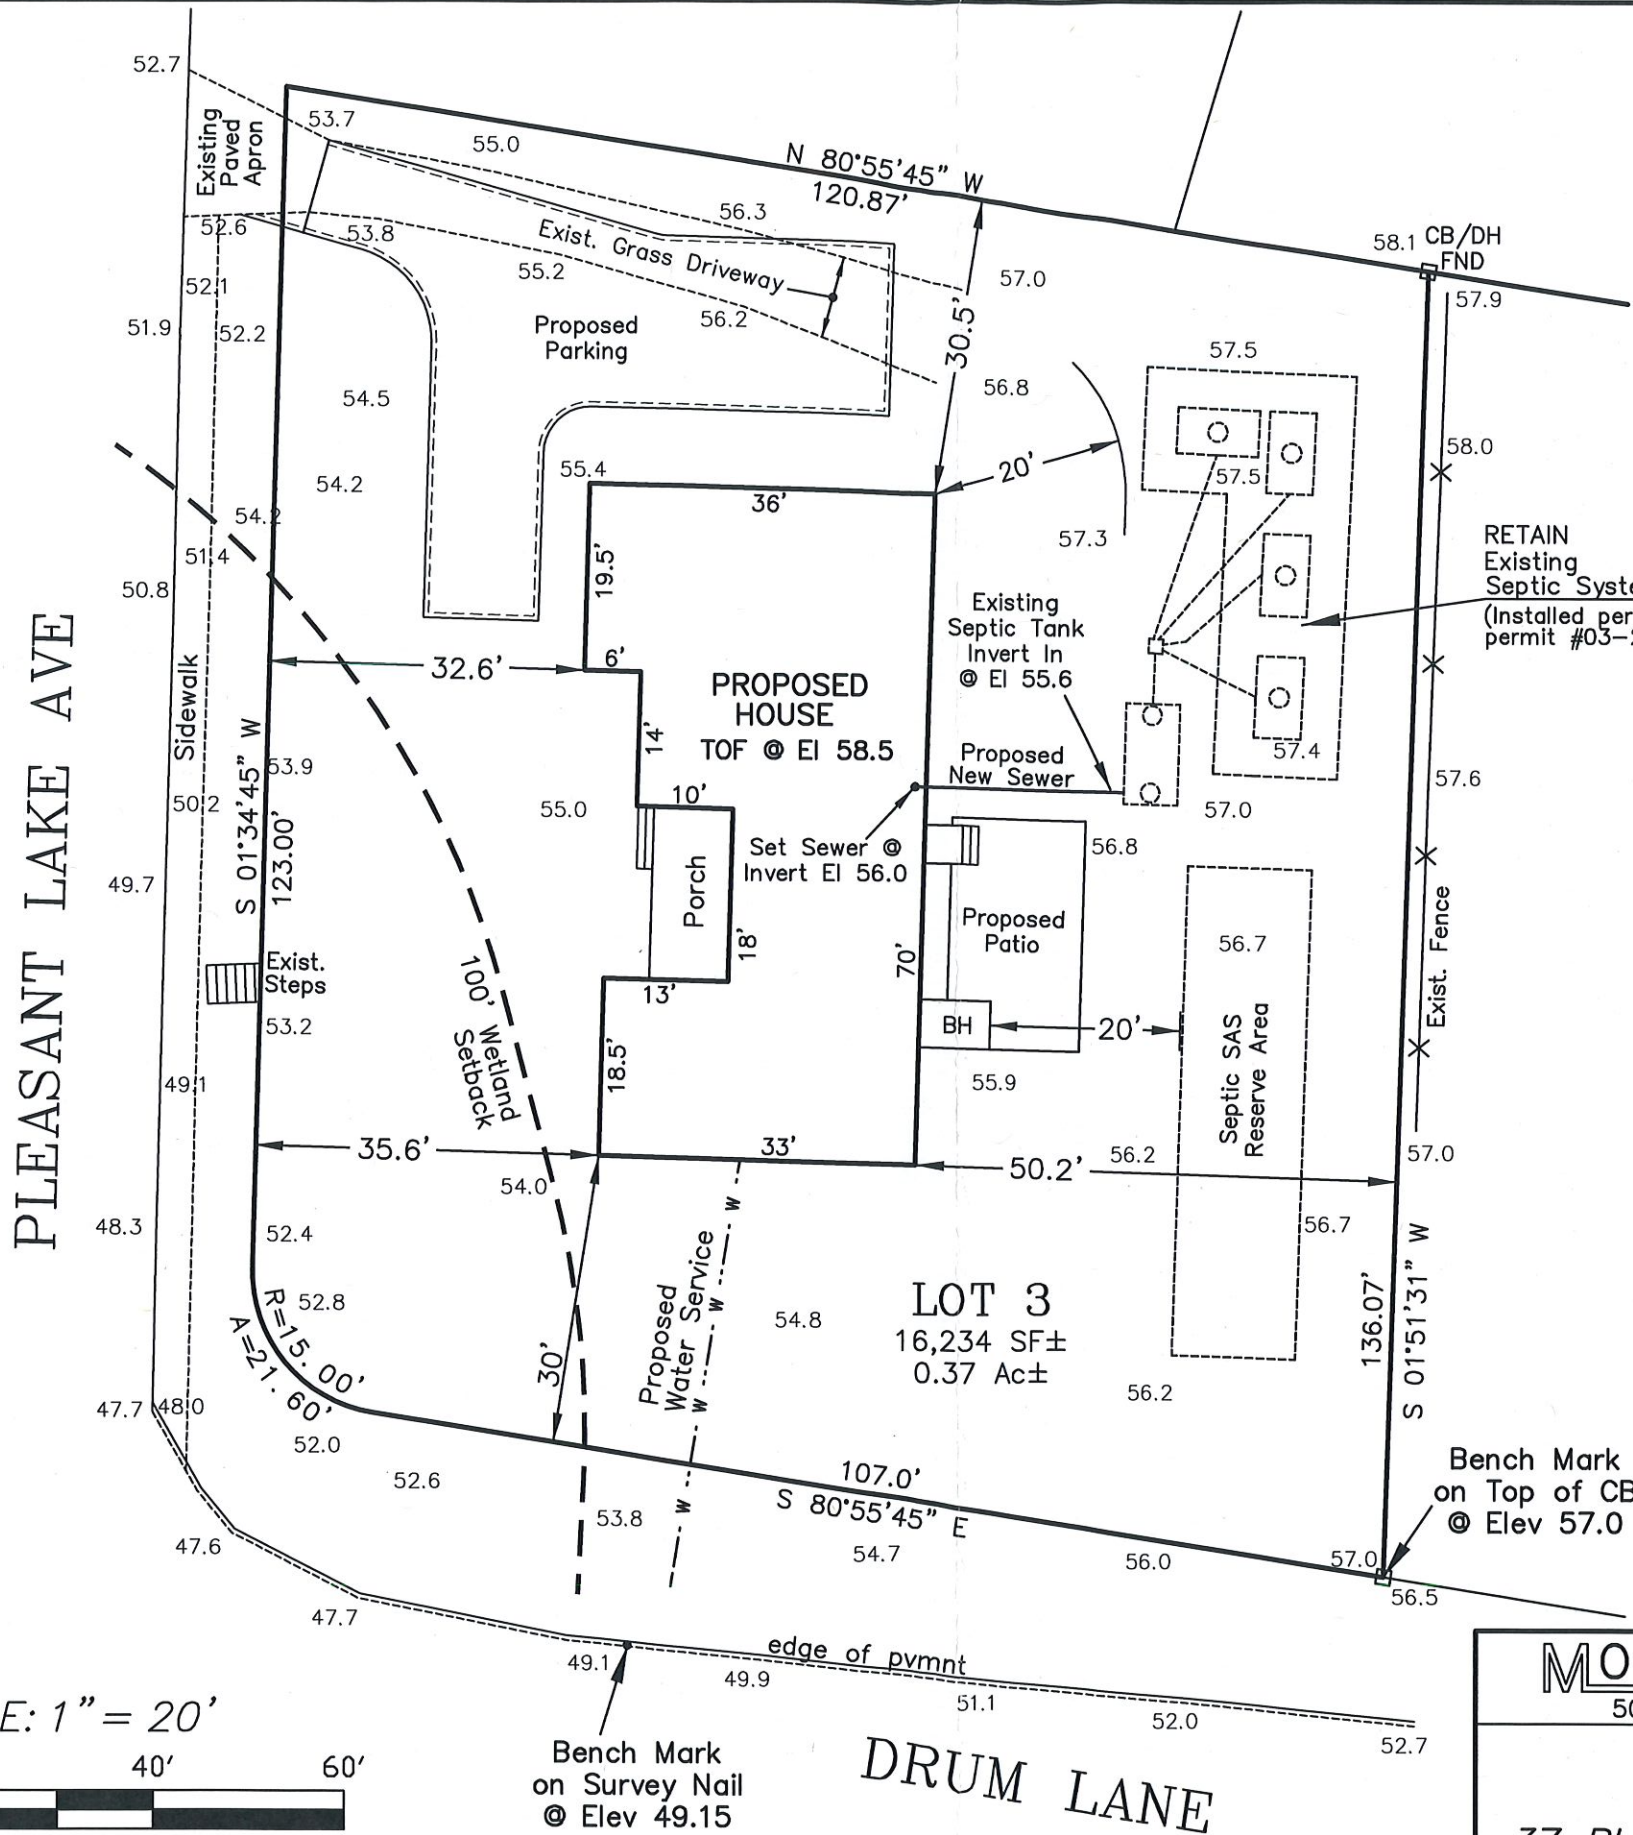 52.7
Existing
Paved
Apron
53.7
55.0
N 80°55'45" W
120.87'
56.3
58.1
CB/DH
FND
57.9
52.6
53.8
Exist. Grass Driveway
55.2
56.2
57.0
52.1
51.9
52.2
Proposed
Parking
30.5'
57.5
56.8
54.5
58.0
20'
57.5
55.4
54.2
36'
54.2
57.3
51.4
50.8
19.5'
RETAIN
Existing
Septic
(Installed per
permit
Existing
Septic Tank
Invert In
@ El 55.6
32.6'
6'
PROPOSED
HOUSE
TOF @ El 58.5
14'
57.4
PLEASANT LAKE AVE
Sidewalk
S 01°34'45" W
123.00'
53.9
Proposed
New Sewer
57.6
50.2
55.0
10'
57.0
Set Sewer @
Invert El 56.0
56.8
Porch
49.7
Proposed
Patio
56.7
Exist. Fence
18'
70'
Exist.
Steps
13'
100' Wetland
Setback
53.2
BH
20'
Septic SAS
Reserve Area
18.5'
49.1
55.9
35.6'
33'
50.2'
56.2
57.0
54.0
48.3
52.4
56.7
Proposed
Water Service
w
w
w
w
52.8
54.8
LOT 3
16,234 SF±
0.37 Ac±
136.07'
S 01°51'31" W
R=15.00'
A=21.60'
30'
56.2
47.7
48.0
52.0
52.6
107.0'
S 80°55'45" E
53.8
54.7
56.0
57.0
56.5
Bench Mark
on Top of CB
@ Elev 57.0
47.6
47.7
49.1
edge of pvmnt
49.9
51.1
52.0
52.7
E: 1"= 20'
40'
60'
Bench Mark
on Survey Nail
@ Elev 49.15
DRUM LANE